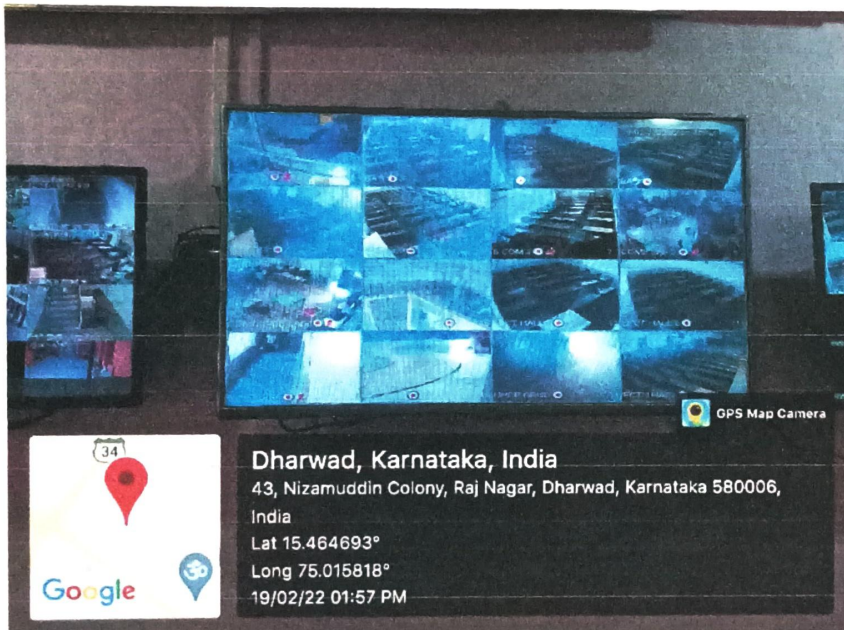 GPS Map Camera
34
Google
Dharwad, Karnataka, India
43, Nizamuddin Colony, Raj Nagar, Dharwad, Karnataka 580006,
India
Lat 15.464693°
Long 75.015818°
19/02/22 01:57 PM